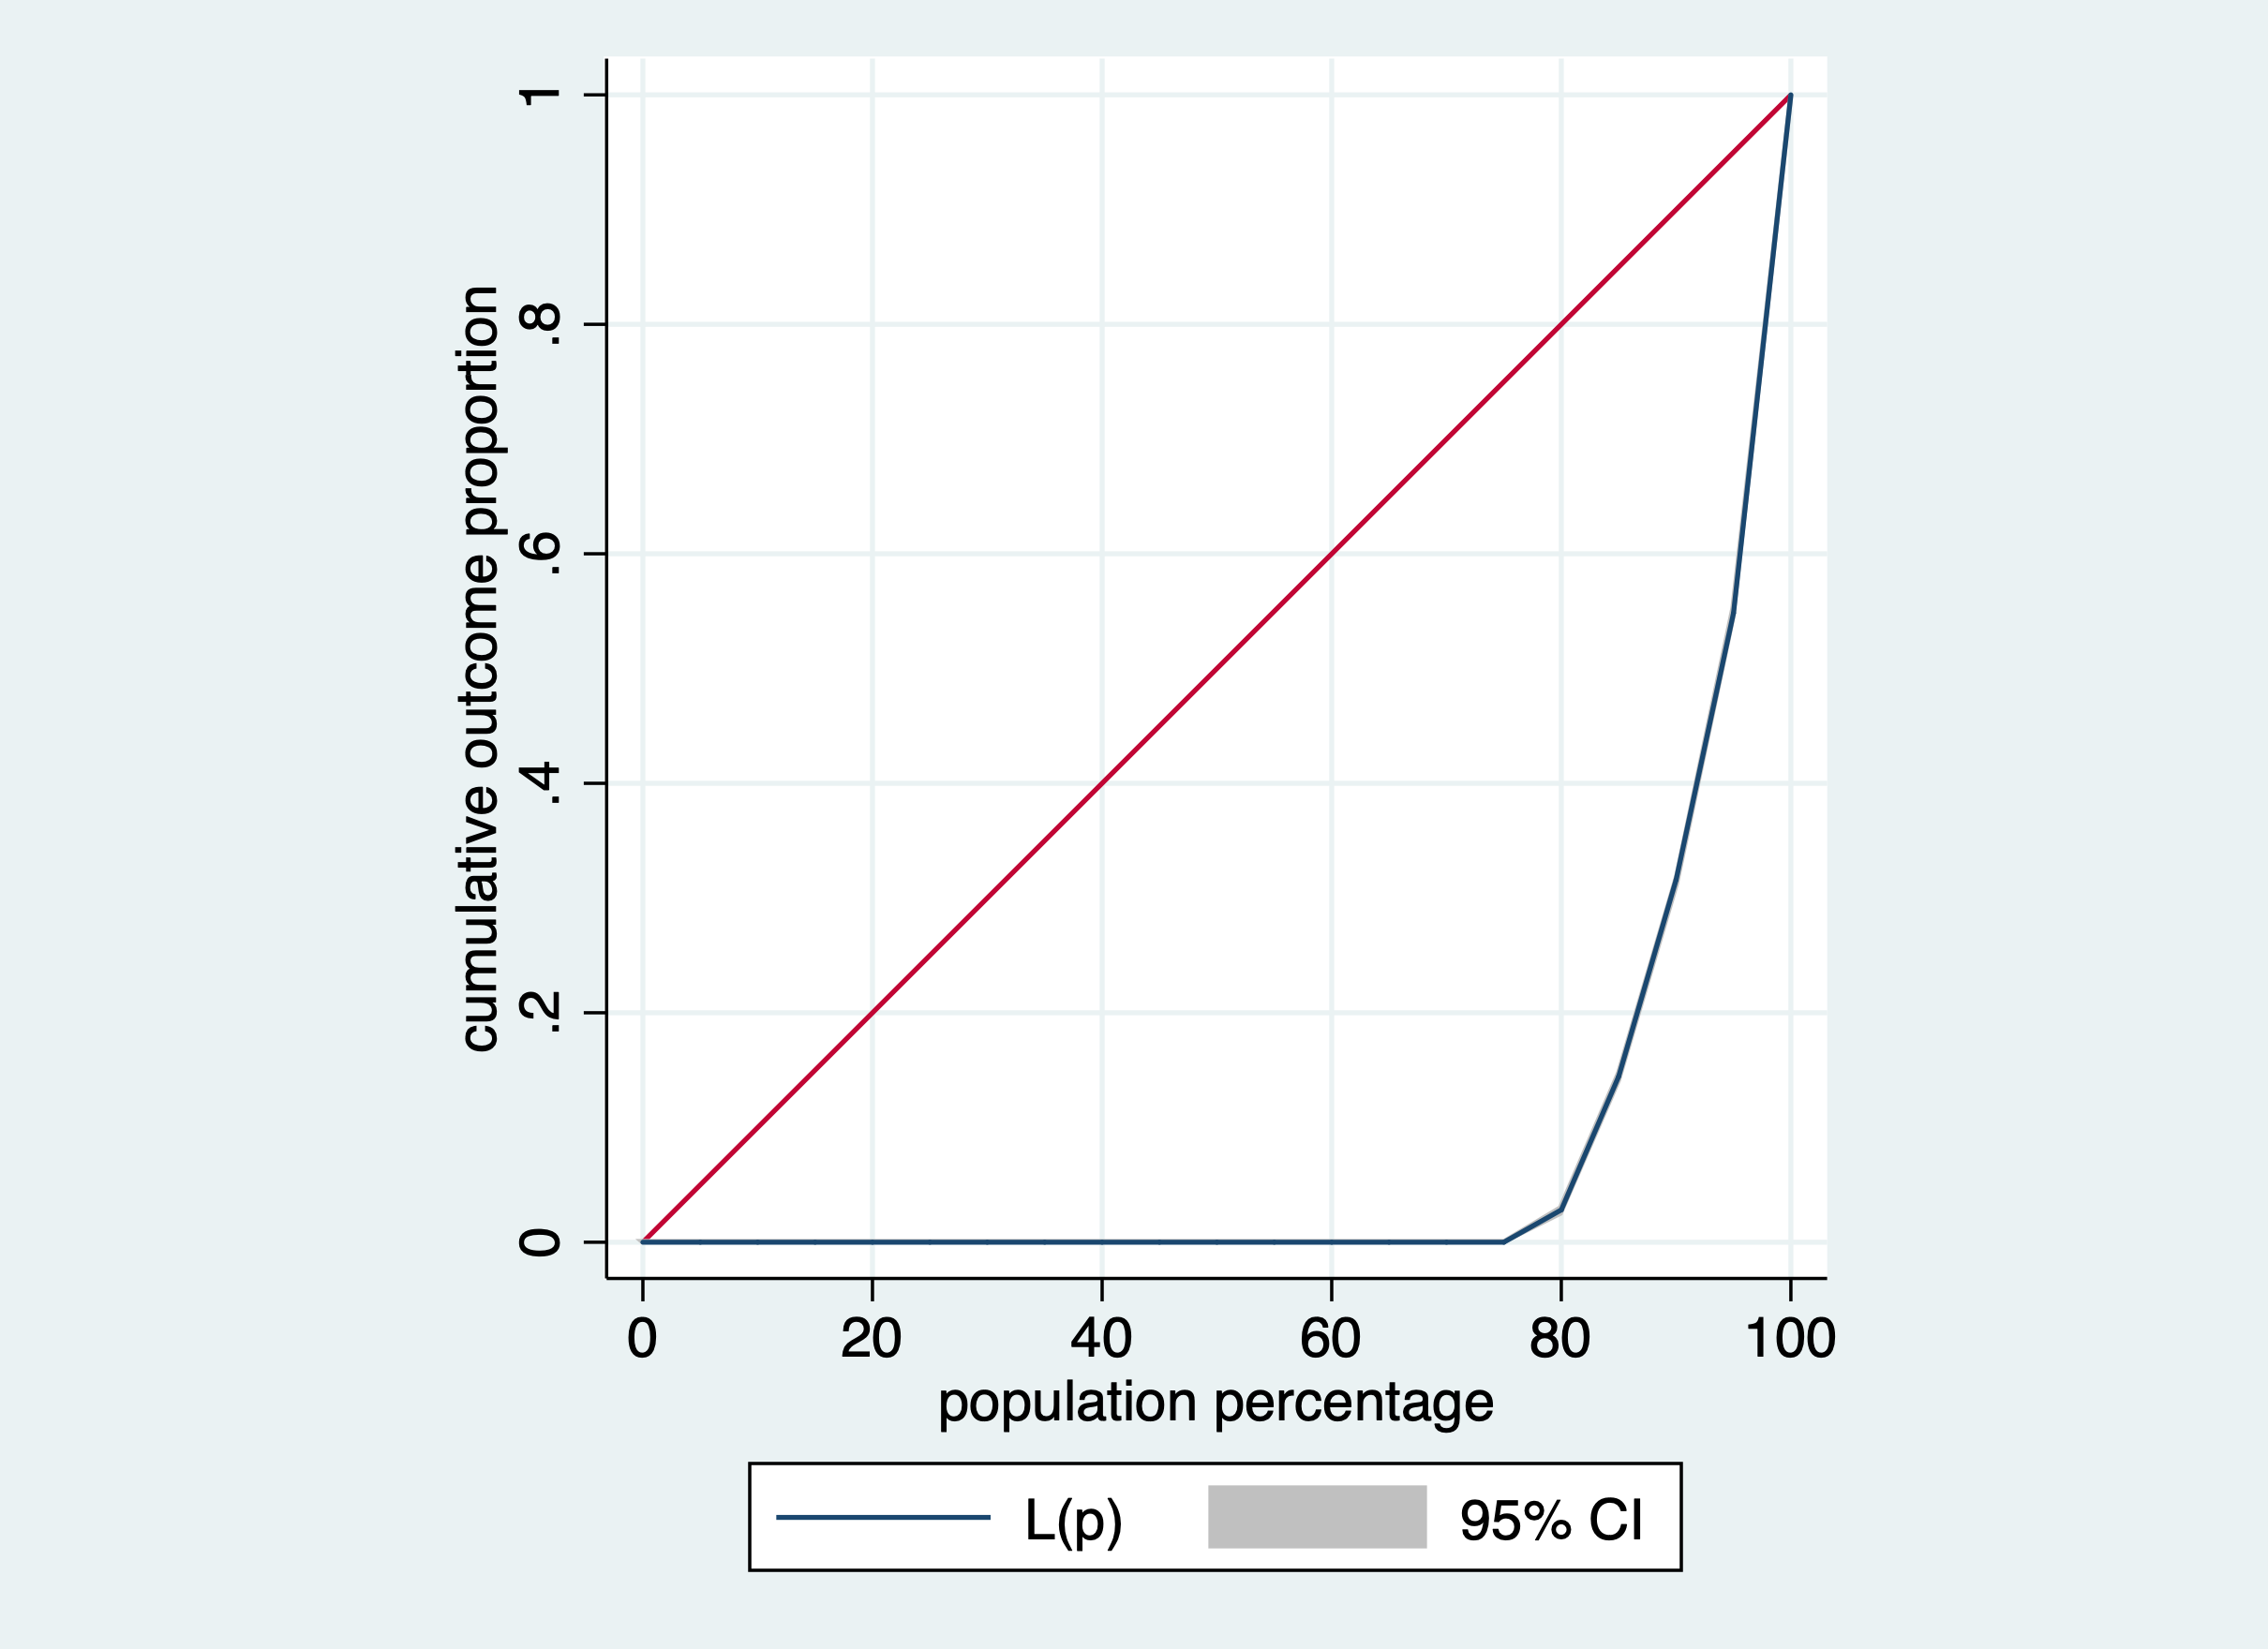 cumulative outcome proportion
1
.8
.6
.4
.2
0
0 20 40 60 80 100
population percentage
L(p) 95% CI